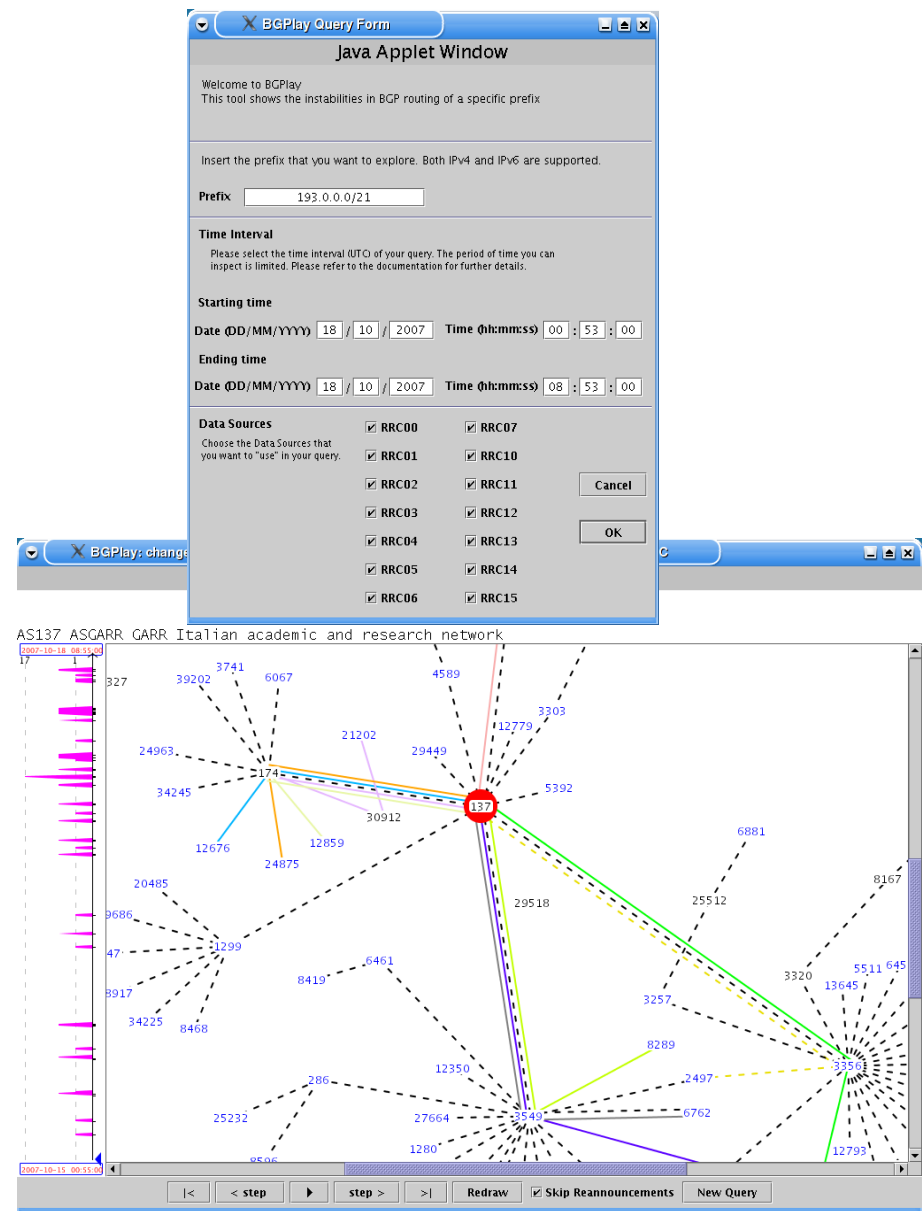 BGPlay Query Form
Java Applet Window
Welcome to BGPlay
This tool shows the instabilities in BGP routing of a specific prefix
Insert the prefix that you want to explore. Both IPv4 and IPv6 are supported.
Prefix 193.0.0.0/21
Time Interval
Please select the time interval (UTC) of your query. The period of time you can
inspect is limited. Please refer to the documentation for further details.
Starting time
Date (DD/MM/YYYY) 18 / 10 / 2007 Time (hh:mm:ss) 00 : 53 : 00
Ending time
Date (DD/MM/YYYY) 18 / 10 / 2007 Time (hh:mm:ss) 08 : 53 : 00
Data Sources
Choose the Data Sources that
you want to "use" in your query.
RRC00 RRC07
RRC01 RRC10
RRC02 RRC11
RRC03 RRC12
RRC04 RRC13
RRC05 RRC14
RRC06 RRC15
Cancel
OK
BGPlay: change
C
AS137 ASGARR GARR Italian academic and research network
2007-10-18 08:55:00
17 1
327
3741
39202
6067
4589
3303
12779
21202
29449
24963
174
34245
5392
137
30912
6881
12676
12859
24875
8167
20485
25512
29518
9686
1299
47
6461
8419
3320
5511
645
13645
8917
3257
34225
8468
8289
12350
3356
286
2497
25232
27664
3549
6762
1280
12793
8596
2007-10-15 00:55:00
|< < step step > >| Redraw Skip Reannouncements New Query